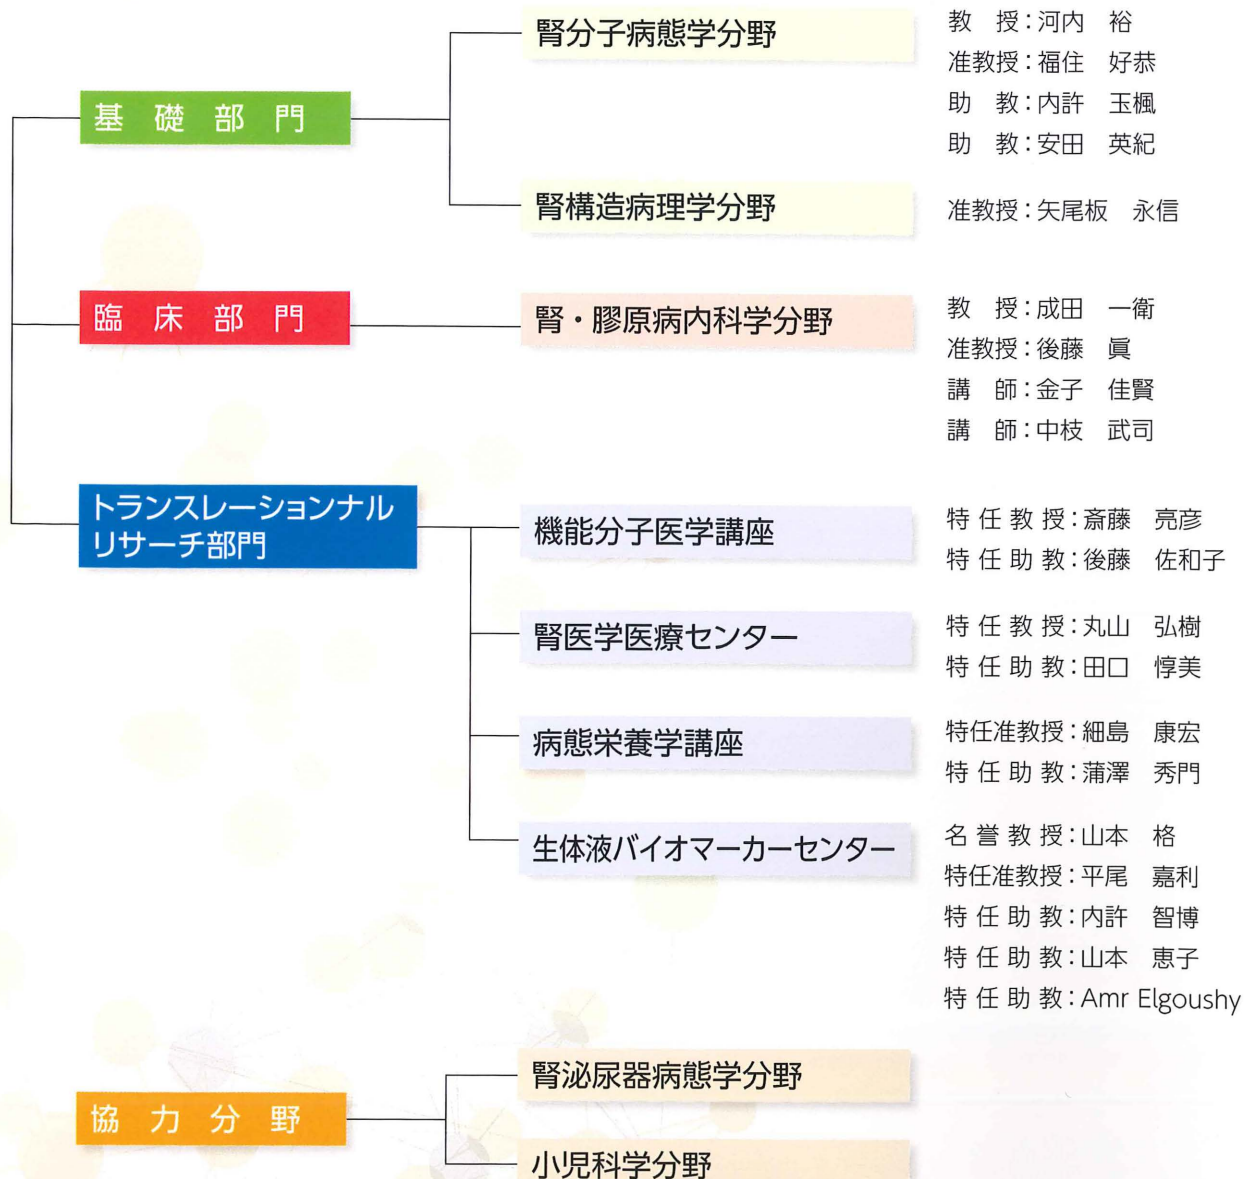 基礎部門
腎分子病態学分野
教　授：河内　裕
准教授：福住　好恭
助　教：内許　玉楓
助　教：安田　英紀
腎構造病理学分野
准教授：矢尾板　永信
臨床部門
腎・膠原病内科学分野
教　授：成田　一衛
准教授：後藤　眞
講　師：金子　佳賢
講　師：中枝　武司
トランスレーションナル
リサーチ部門
機能分子医学講座
特任教授：斎藤　亮彦
特任助教：後藤　佐和子
腎医学医療センター
特任教授：丸山　弘樹
特任助教：田口　惇美
病態栄養学講座
特任准教授：細島　康宏
特任助教：蒲澤　秀門
生体液バイオマーカーセンター
名誉教授：山本　格
特任准教授：平尾　嘉利
特任助教：内許　智博
特任助教：山本　恵子
特任助教：Amr Elgoushy
協力分野
腎泌尿器病態学分野
小児科学分野